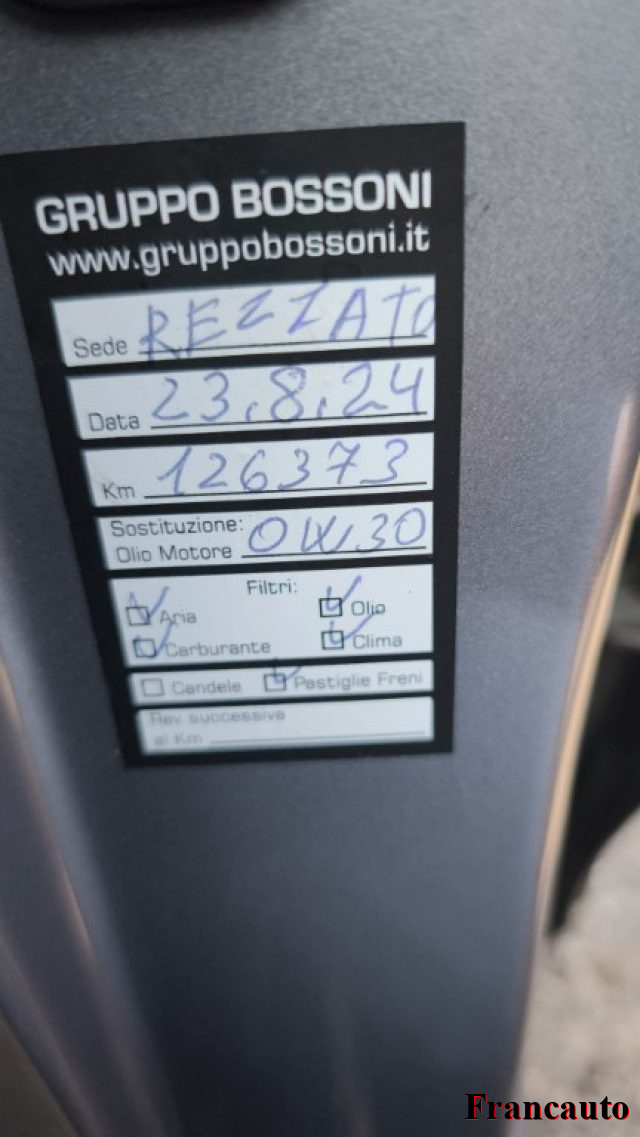 GRUPPO BOSSONI
www.gruppobossoni.it
Sede REZZATO
Data 23.8.24
Km 126373
Sostituzione:
Olio Motore 0W30
Filtri:
Aria Olio
Carburante Clima
Candele Pastiglie Freni
Rev. successiva
al Km
Francauto